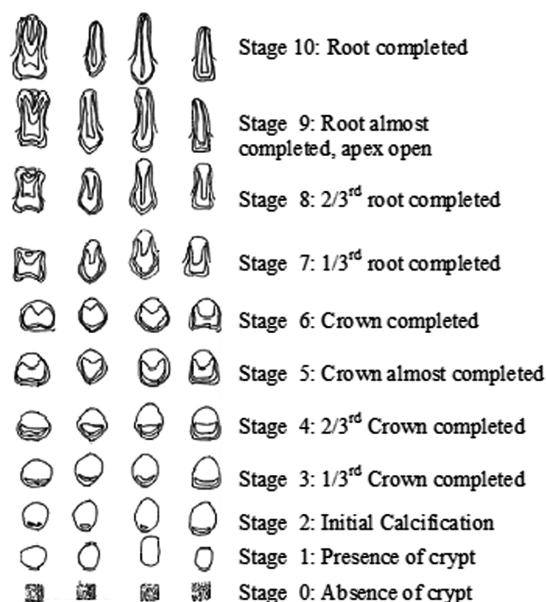 Stage 10: Root completed
Stage 9: Root almost
completed, apex open
Stage 8: 2/3rd root completed
Stage 7: 1/3rd root completed
Stage 6: Crown completed
Stage 5: Crown almost completed
Stage 4: 2/3rd Crown completed
Stage 3: 1/3rd Crown completed
Stage 2: Initial Calcification
Stage 1: Presence of crypt
Stage 0: Absence of crypt